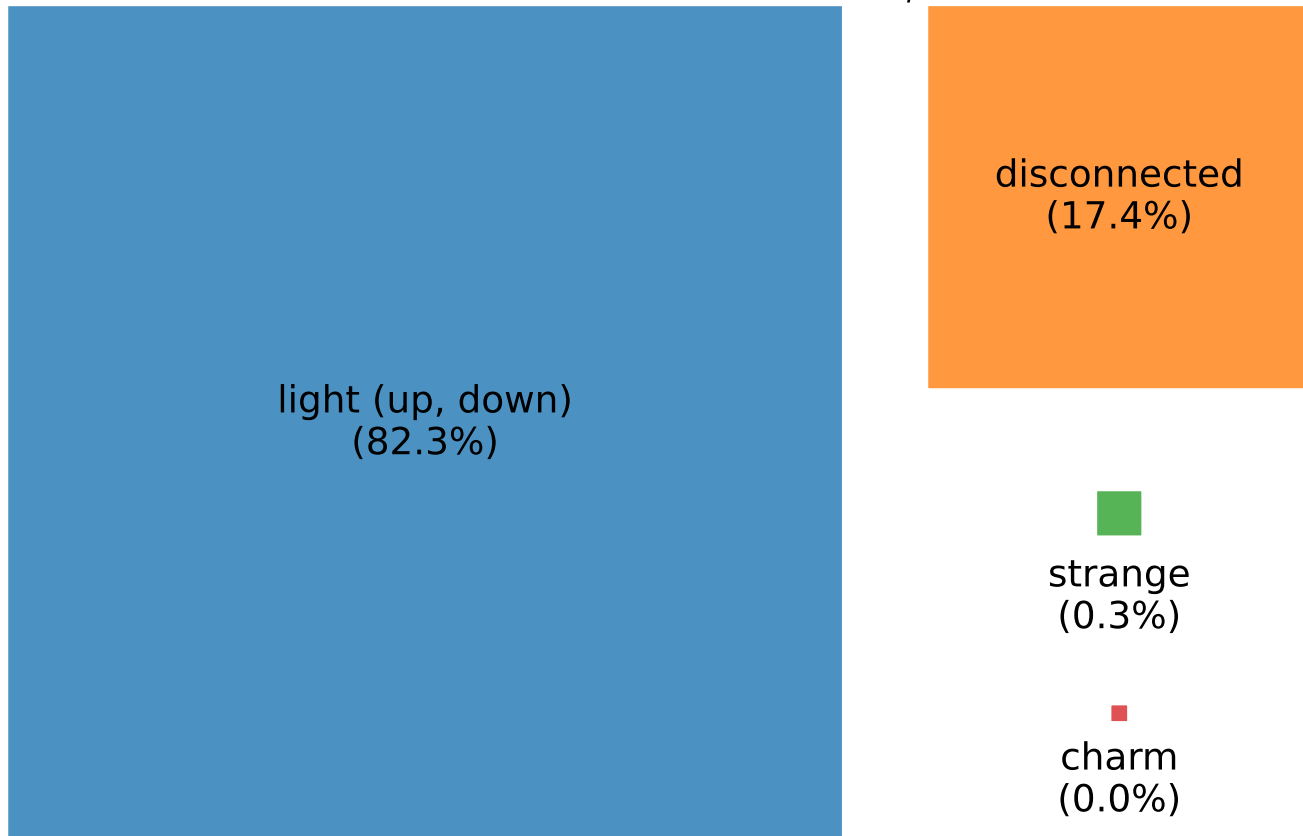 light (up, down)
(82.3%)
disconnected
(17.4%)
strange
(0.3%)
charm
(0.0%)